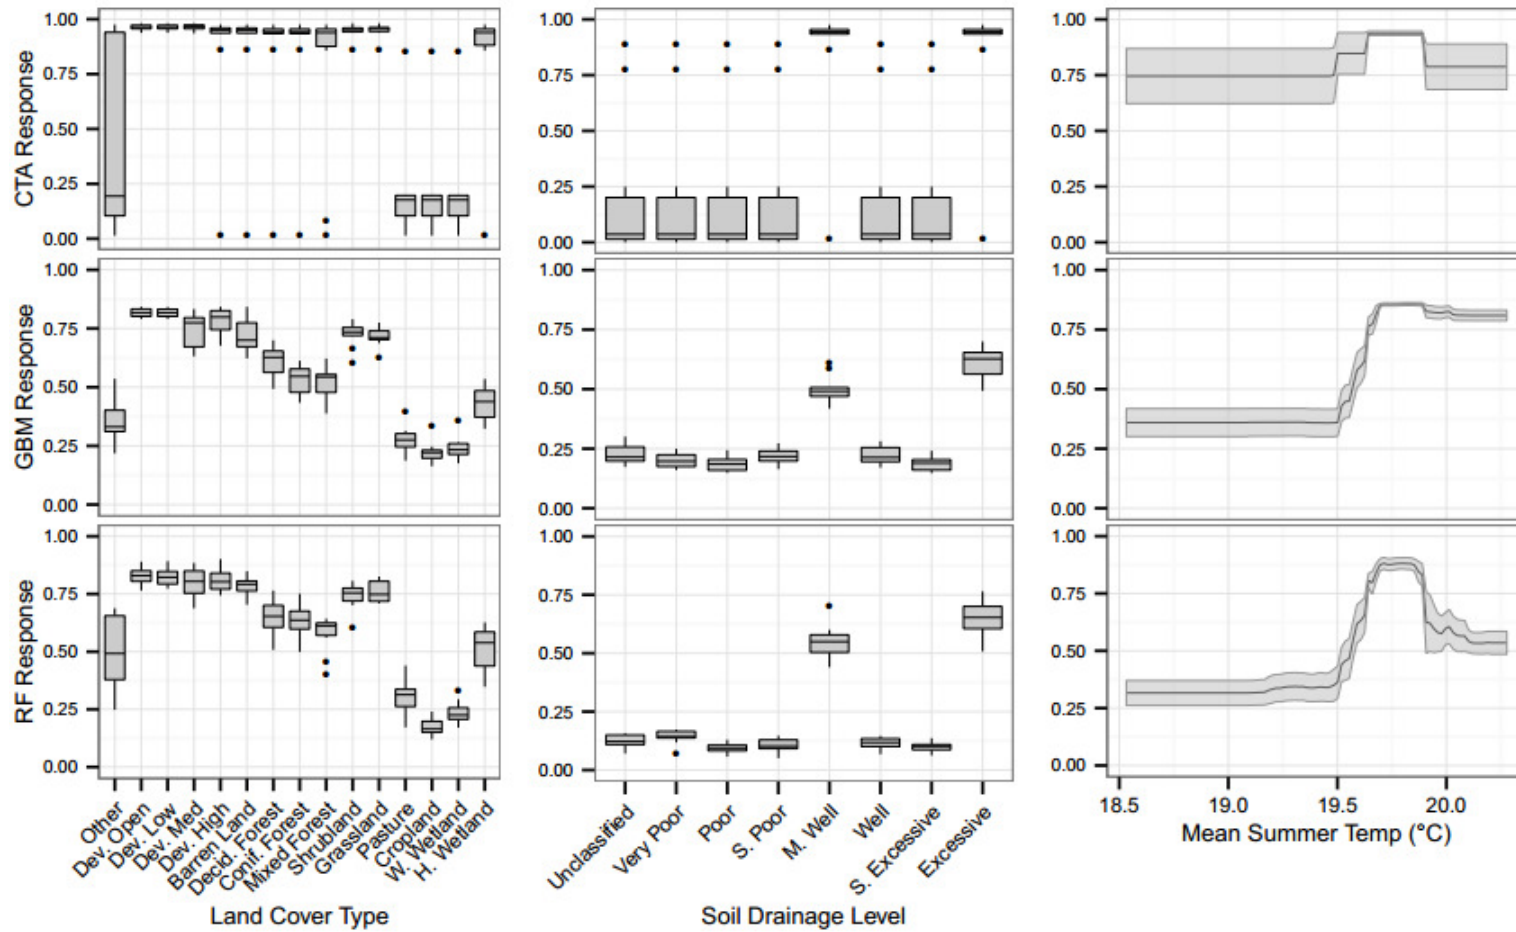 CTA Response
1.00
0.75
0.50
0.25
0.00
1.00
0.75
0.50
0.25
0.00
1.00
0.75
0.50
0.25
0.00
GBM Response
1.00
0.75
0.50
0.25
0.00
1.00
0.75
0.50
0.25
0.00
1.00
0.75
0.50
0.25
0.00
RF Response
1.00
0.75
0.50
0.25
0.00
1.00
0.75
0.50
0.25
0.00
1.00
0.75
0.50
0.25
0.00
Other
Dev. Open
Dev. Low
Dev. Med
Dev. High
Barren Land
Decid. Forest
Conif. Forest
Mixed Forest
Shrubland
Grassland
Pasture
Cropland
W. Wetland
H. Wetland
Land Cover Type
Unclassified
Very Poor
Poor
S. Poor
M. Well
Well
S. Excessive
Excessive
Soil Drainage Level
18.5 19.0 19.5 20.0
Mean Summer Temp (°C)